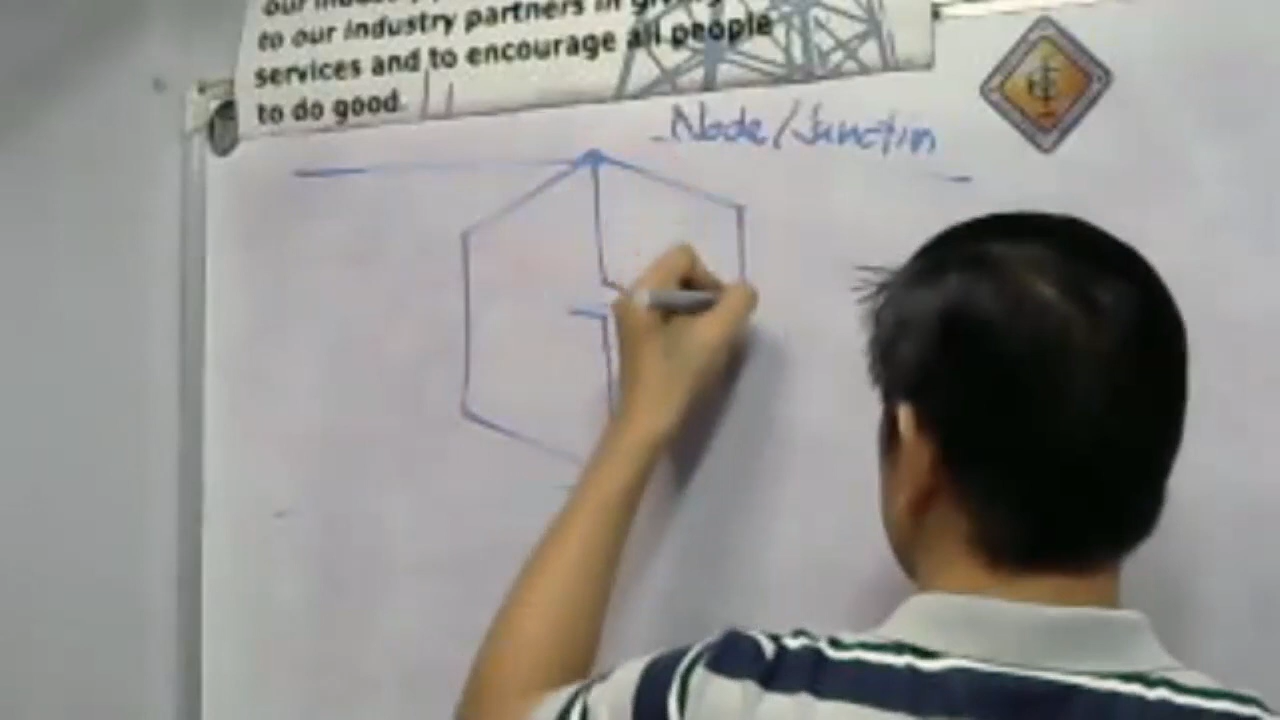 to our industry partners in
services and to encourage all people
to do good.
Node/Junction